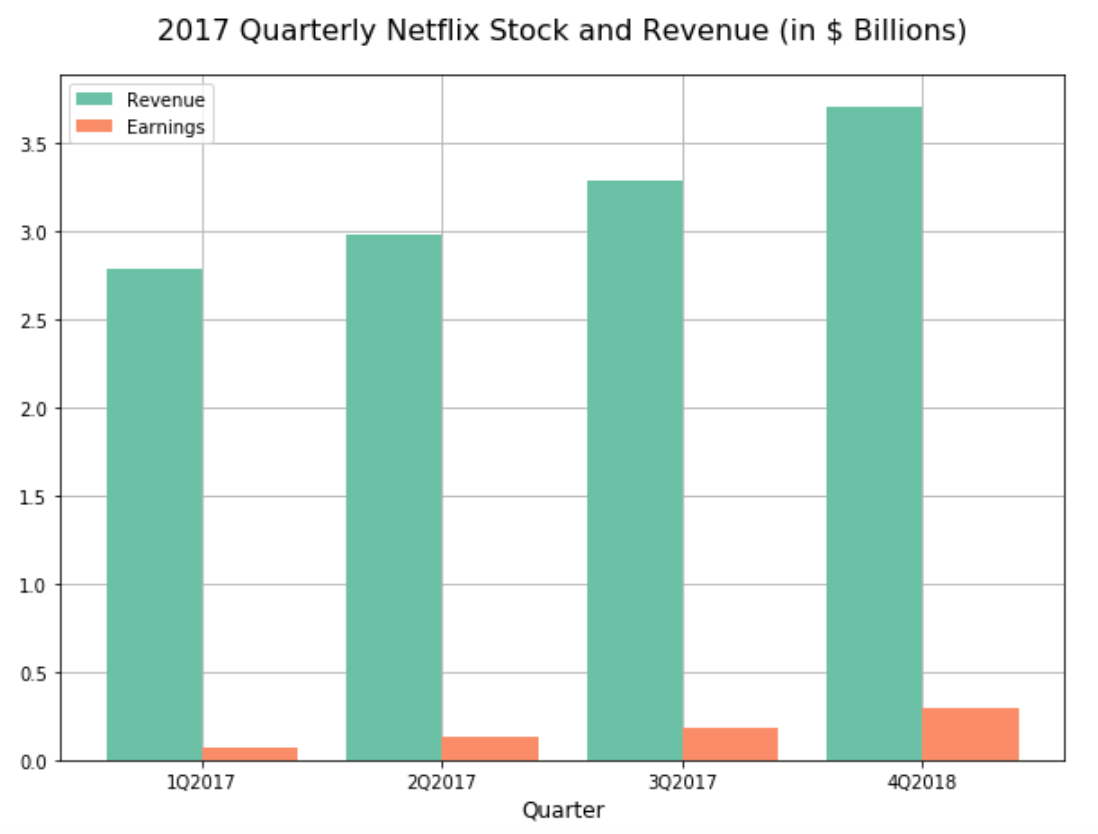 2017 Quarterly Netflix Stock and Revenue (in $ Billions)
Revenue
Earnings
3.5
3.0
2.5
2.0
1.5
1.0
0.5
0.0
1Q2017 2Q2017 3Q2017 4Q2018
Quarter